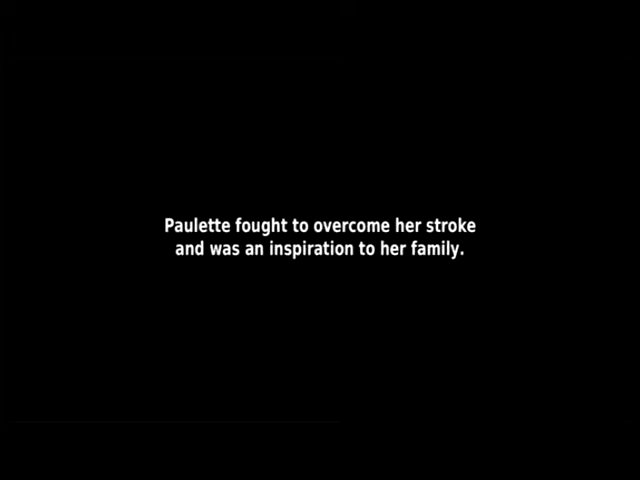 Paulette fought to overcome her stroke
and was an inspiration to her family.